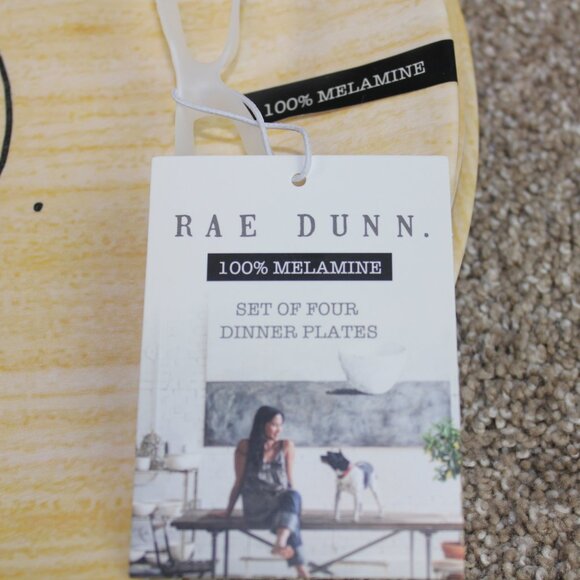 100% MELAMINE
RAE DUNN.
100% MELAMINE
SET OF FOUR
DINNER PLATES